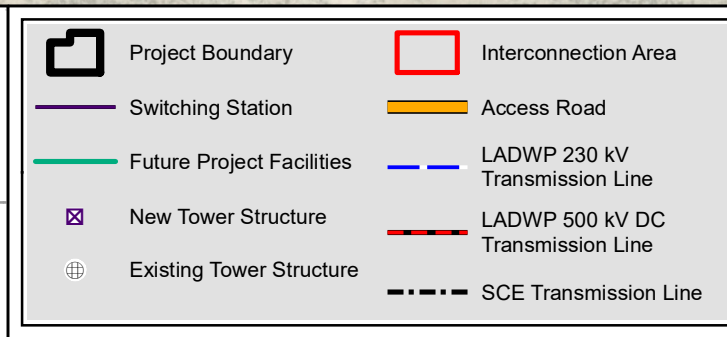 Project Boundary
Switching Station
Future Project Facilities
New Tower Structure
Existing Tower Structure
Interconnection Area
Access Road
LADWP 230 kV
Transmission Line
LADWP 500 kV DC
Transmission Line
SCE Transmission Line